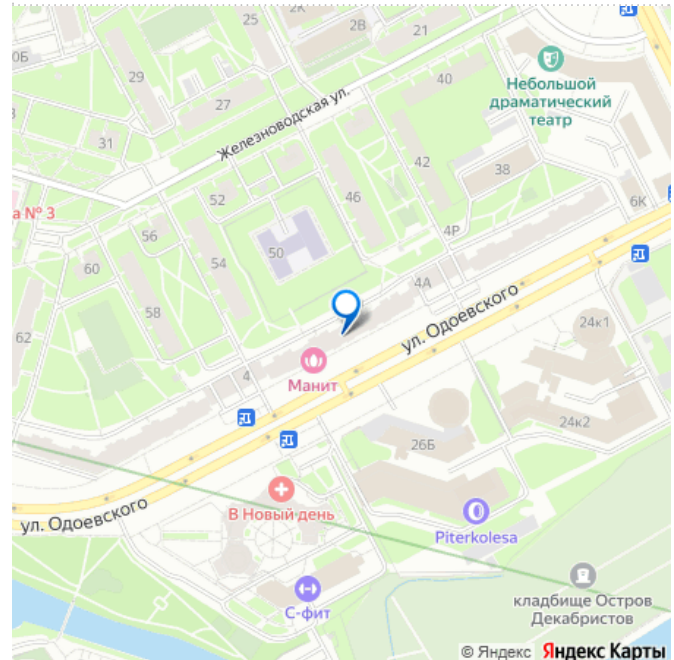 25
2К
2В
21
0Б
29
40
Небольшой
драматический
театр
27
Железноводская ул.
31
42
38
52
46
а № 3
6К
56
4Р
50
54
60
4А
58
ул. Одоевского
24к1
62
4
Манит
24к2
26Б
В Новый день
ул. Одоевского
Piterkolesa
С-фит
кладбище Остров
Декабристов
© Яндекс Яндекс Карты